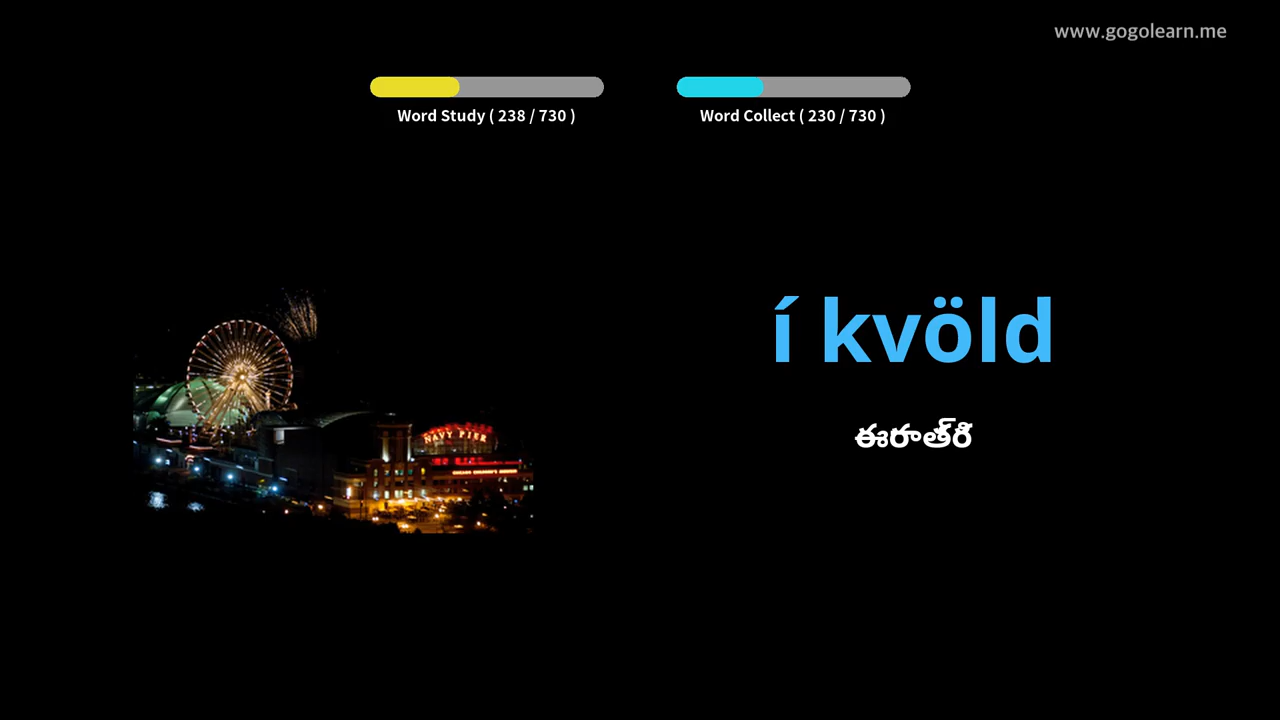 www.gogolearn.me
Word Study ( 238 / 730 )
Word Collect ( 230 / 730 )
í kvöld
ఈరాత్రి
NAVY PIER